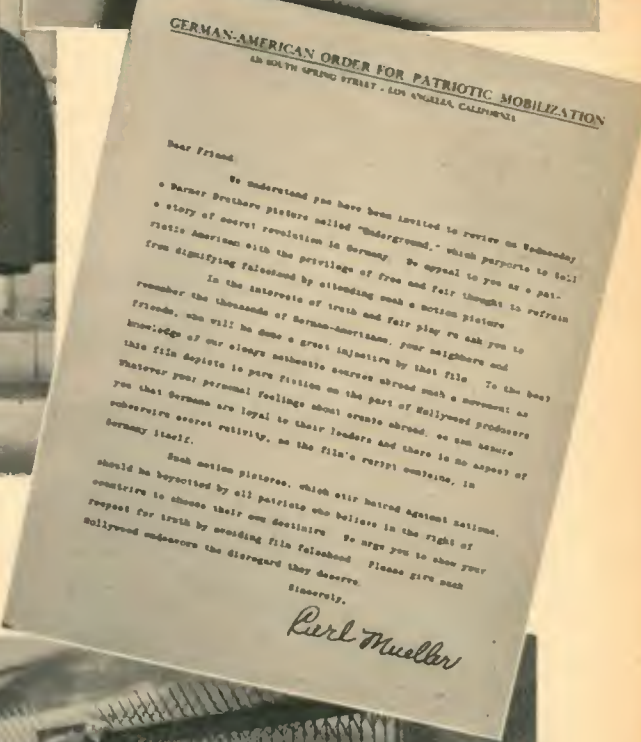 GERMAN-AMERICAN ORDER FOR PATRIOTIC MOBILIZATION
SOUTH SPRING STREET - LOS ANGELES, CALIFORNIA
Dear Friend
We understand you have been invited to review on Wednesday
a Warner Brothers picture called "Underground," which purports to tell
a story of secret revolution in Germany. We appeal to you as a pat-
riotic American with the privilege of free and fair thought to refrain
from dignifying falsehood by attending such a motion picture
In the interests of truth and fair play we ask you to
remember the thousands of German-Americans, your neighbors and
friends, who will be done a great injustice by that film. To the best
knowledge of our always authentic sources abroad such a movement as
this film depicts is pure fiction on the part of Hollywood producers
Whatever your personal feelings about events abroad, we can assure
you that Germans are loyal to their leaders and there is no aspect of
subversive secret activity, as the film's script contains, in
Germany itself.
Such motion pictures, which stir hatred against nations,
should be boycotted by all patriots who believe in the right of
countries to choose their own destinies. We urge you to show your
respect for truth by avoiding film falsehood. Please give such
Hollywood endeavors the disregard they deserve
Sincerely,
Karl Mueller